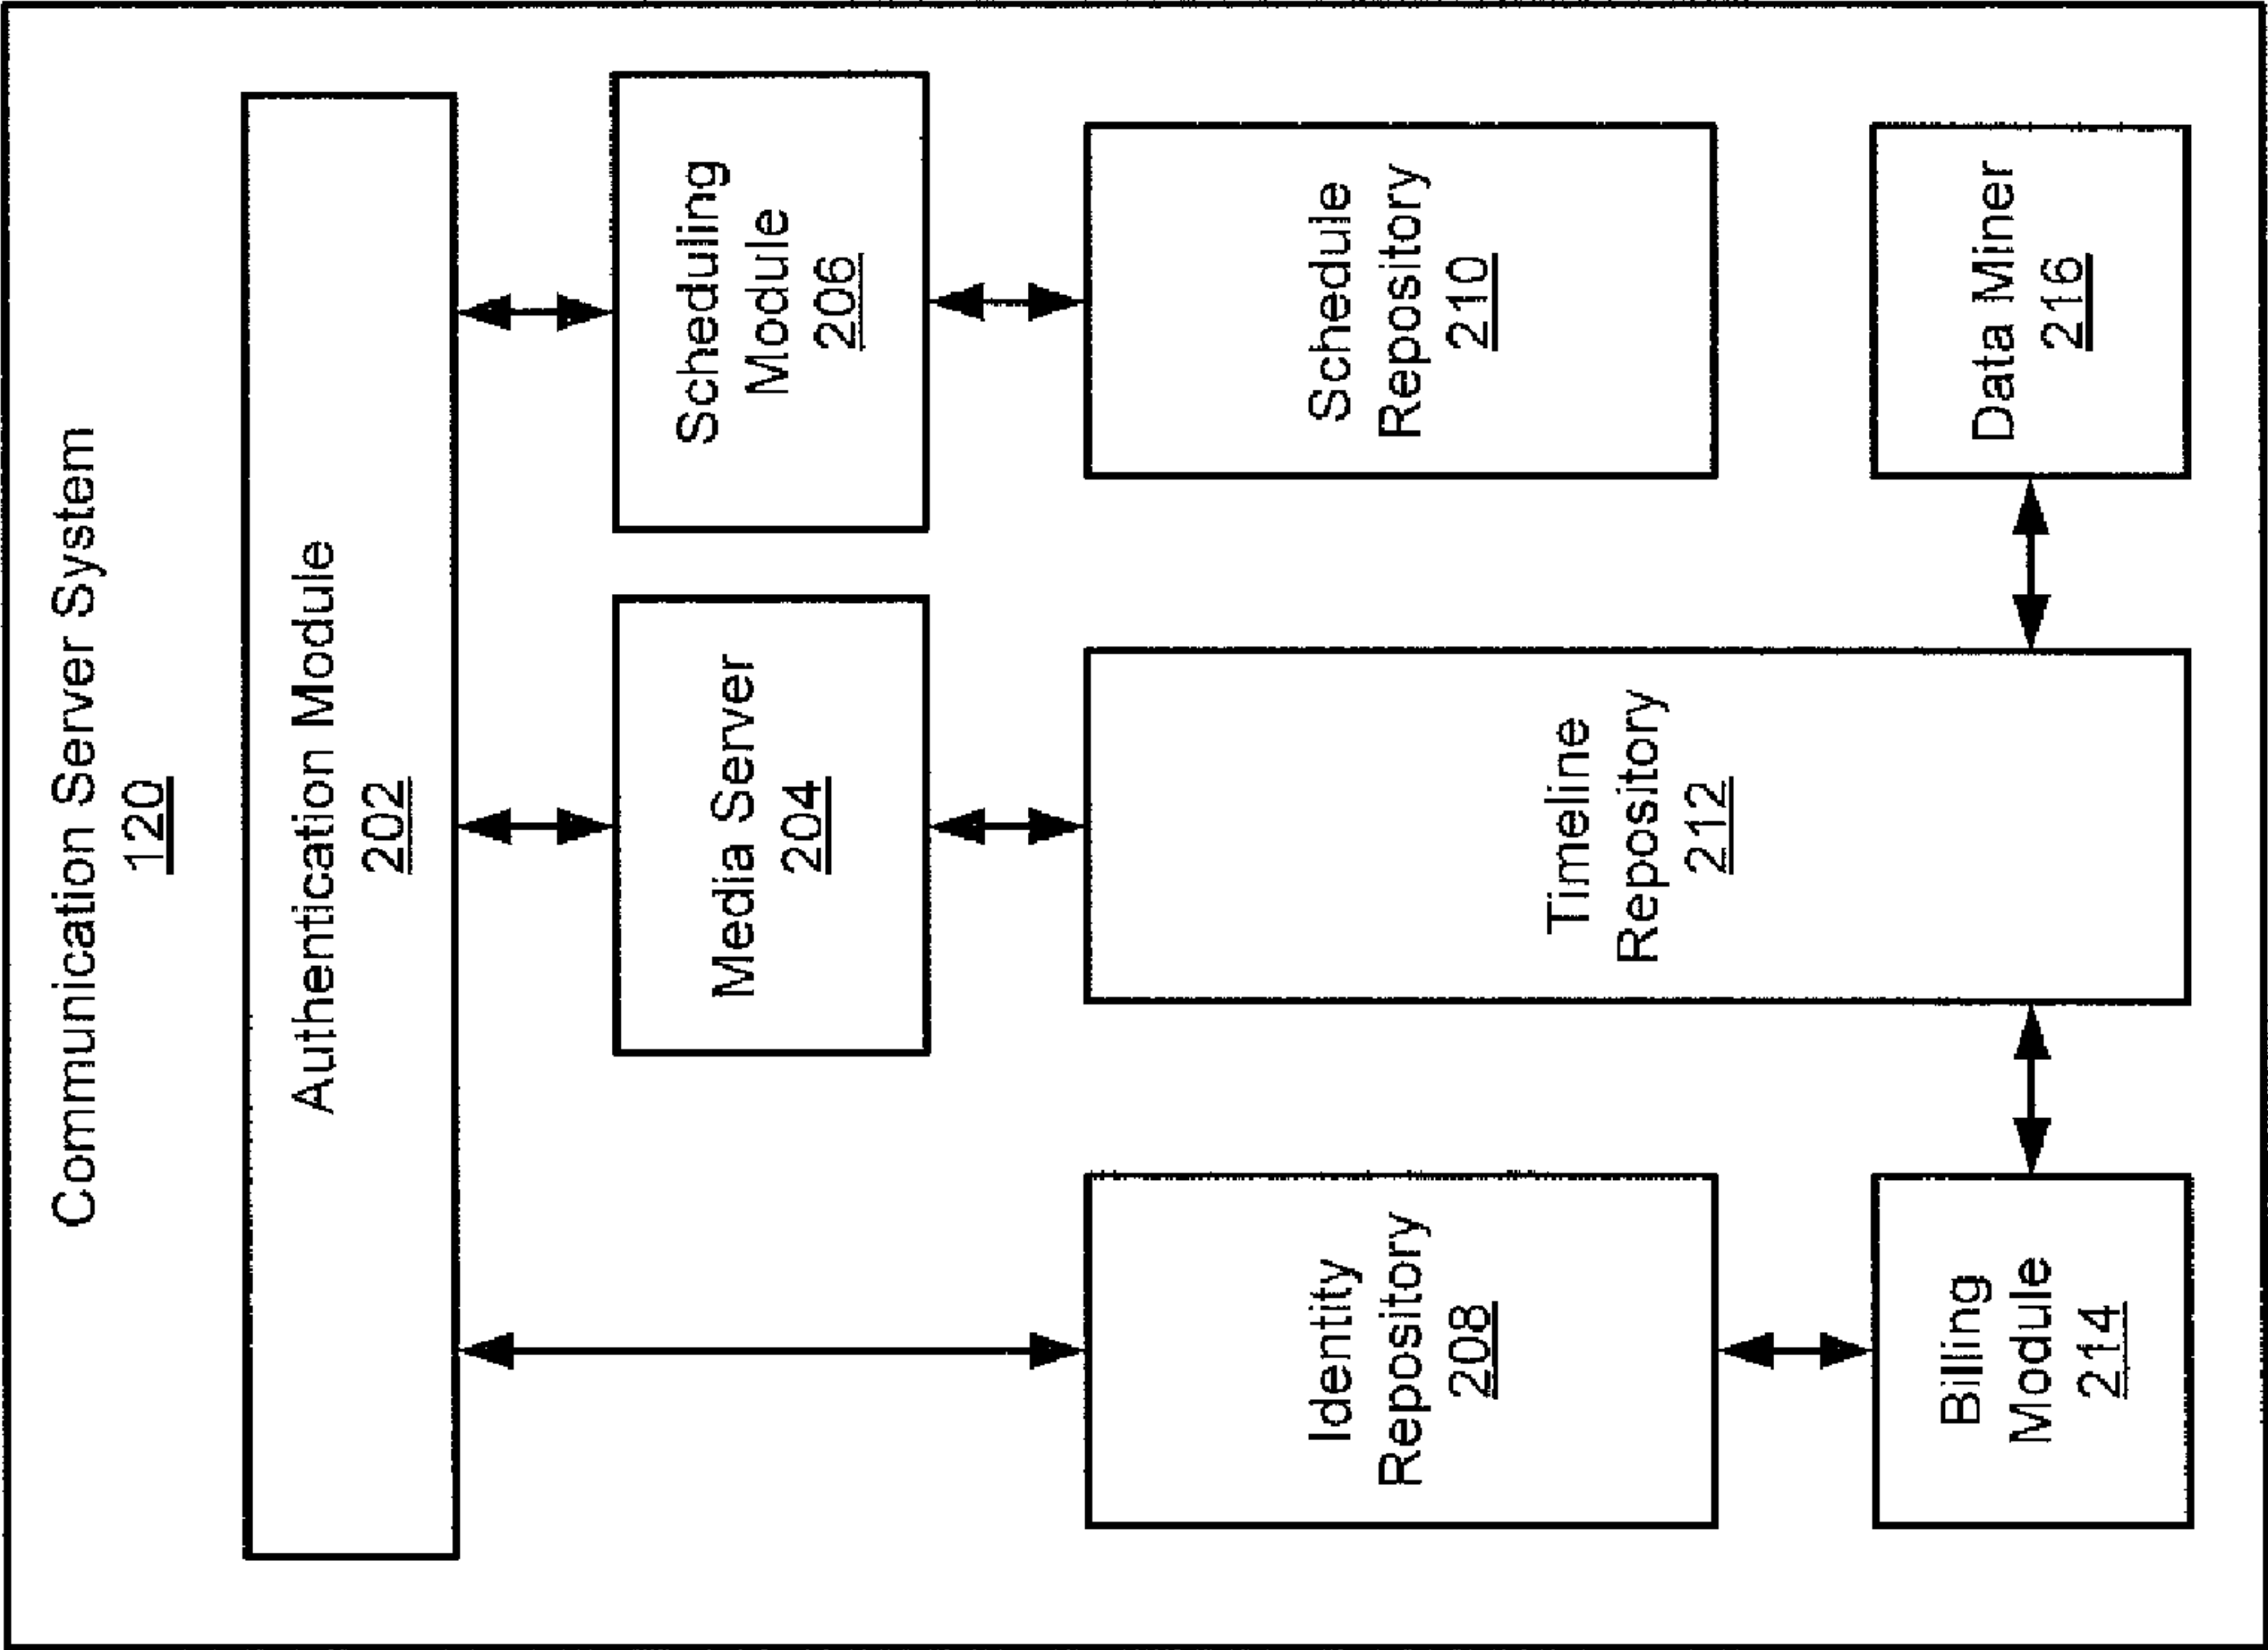 Communication Server System
120
Authentication Module
202
Media Server
204
Scheduling
Module
206
Identity
Repository
208
Timeline
Repository
212
Schedule
Repository
210
Billing
Module
214
Data Miner
216